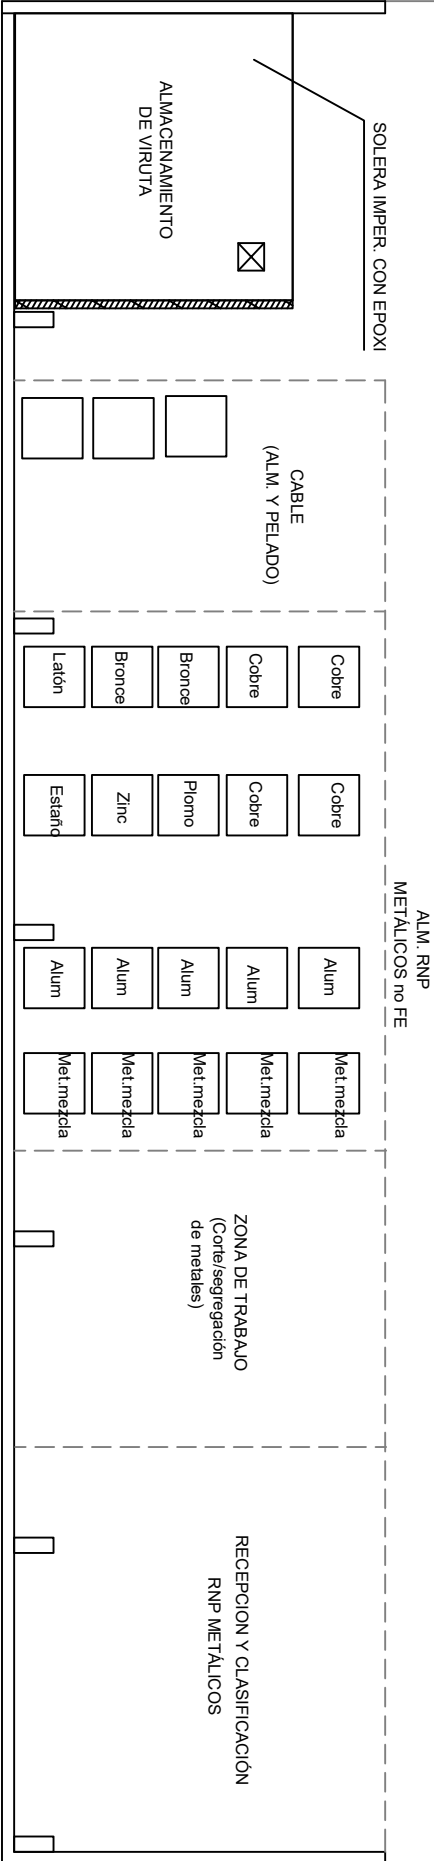 SOLERA IMPER. CON EPOXI
ALMACENAMIENTO
DE VIRUTA
CABLE
(ALM. Y PELADO)
Latón
Bronce
Bronce
Cobre
Cobre
Estaño
Zinc
Plomo
Cobre
Cobre
ALM. RNP
METÁLICOS no FE
Alum
Alum
Alum
Alum
Alum
Met.mezcla
Met.mezcla
Met.mezcla
Met.mezcla
Met.mezcla
ZONA DE TRABAJO
(Corte/segregación
de metales)
RECEPCION Y CLASIFICACIÓN
RNP METÁLICOS